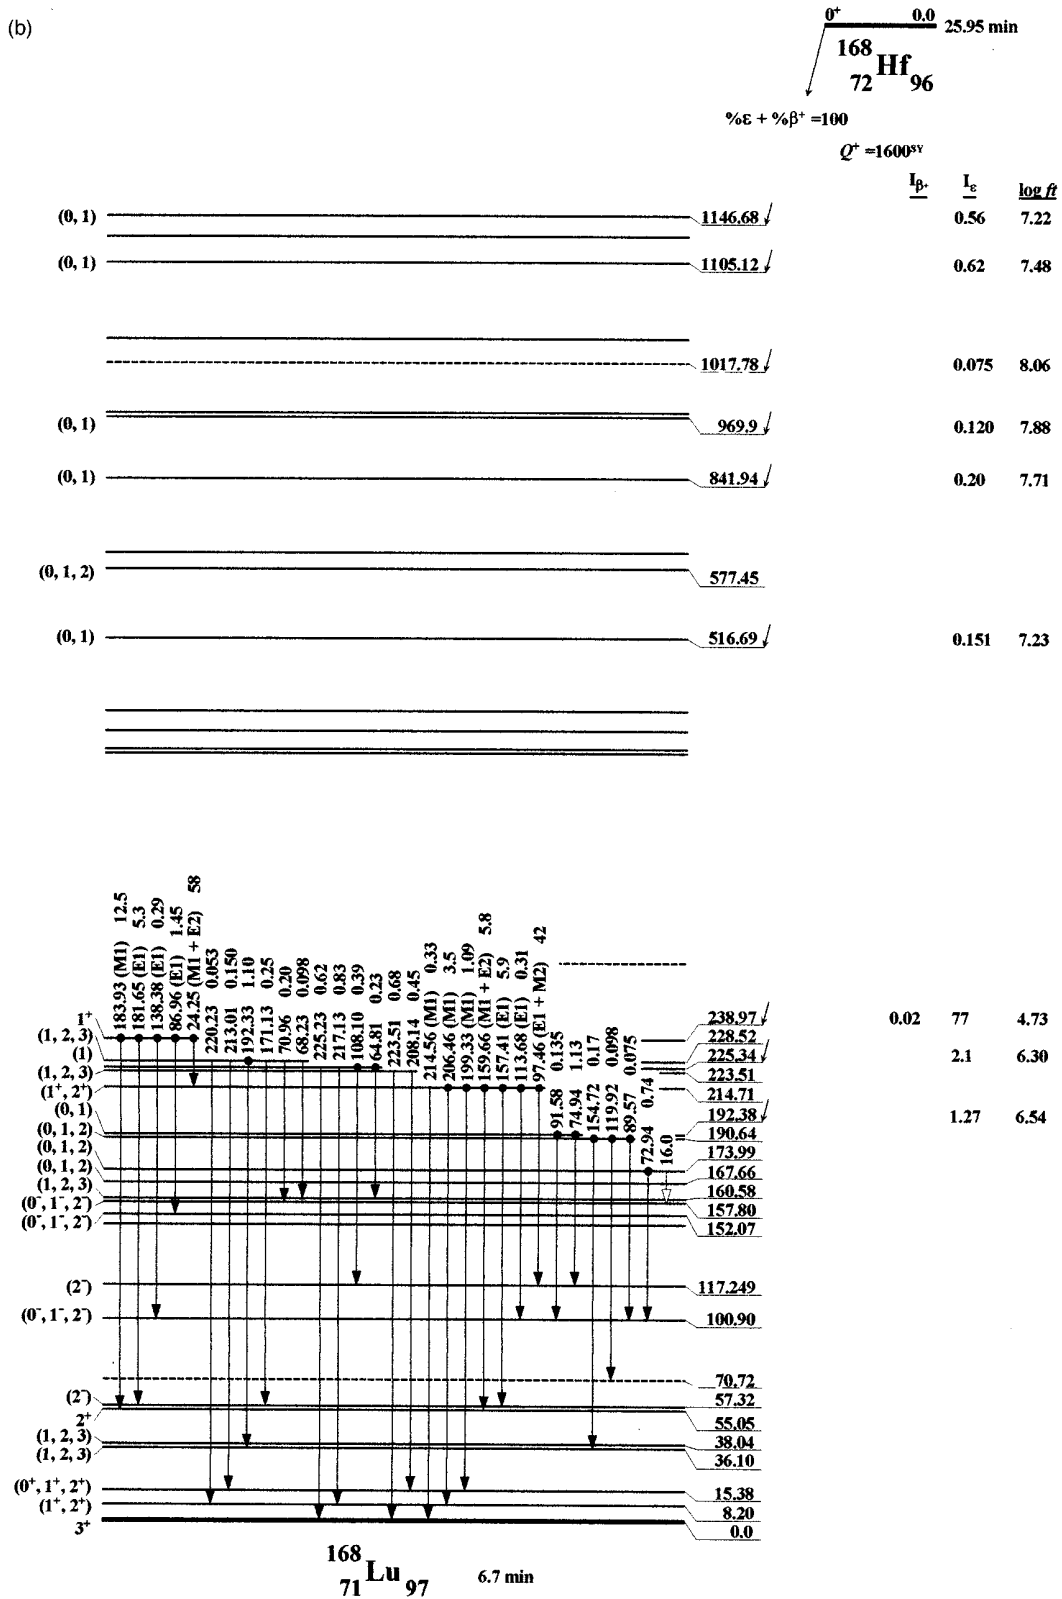 (b)
0⁺ 0.0 25.95 min
¹⁶⁸₇₂Hf₉₆
%ε + %β⁺ =100
Q⁺ =1600ˢʸ
I_β⁺ I_ε log ft
(0, 1) 1146.68 0.56 7.22
(0, 1) 1105.12 0.62 7.48
1017.78 0.075 8.06
(0, 1) 969.9 0.120 7.88
(0, 1) 841.94 0.20 7.71
(0, 1, 2) 577.45
(0, 1) 516.69 0.151 7.23
183.93 (M1) 12.5
181.65 (E1) 5.3
138.38 (E1) 0.29
86.96 (E1) 1.45
24.25 (M1 + E2) 58
220.23 0.053
213.01 0.150
192.33 1.10
171.13 0.25
70.96 0.20
68.23 0.098
225.23 0.62
217.13 0.83
108.10 0.39
64.81 0.23
223.51 0.68
208.14 0.45
214.56 (M1) 0.33
206.46 (M1) 3.5
199.33 (M1) 1.09
159.66 (M1 + E2) 5.8
157.41 (E1) 5.9
113.68 (E1) 0.31
97.46 (E1 + M2) 42
91.58 0.135
74.94 1.13
154.72 0.17
119.92 0.098
89.57 0.075
72.94 0.74
16.0
1⁺ 238.97 0.02 77 4.73
(1, 2, 3) 228.52
(1) 225.34 2.1 6.30
(1, 2, 3) 223.51
(1⁺, 2⁺) 214.71
(0, 1) 192.38 1.27 6.54
(0, 1, 2) 190.64
(0, 1, 2) 173.99
(0, 1, 2) 167.66
(1, 2, 3) 160.58
(0⁻, 1⁻, 2⁻) 157.80
(0⁻, 1⁻, 2⁻) 152.07
(2⁻) 117.249
(0⁻, 1⁻, 2⁻) 100.90
70.72
(2⁻) 57.32
2⁺ 55.05
(1, 2, 3) 38.04
(1, 2, 3) 36.10
(0⁺, 1⁺, 2⁺) 15.38
(1⁺, 2⁺) 8.20
3⁺ 0.0
¹⁶⁸₇₁Lu₉₇ 6.7 min